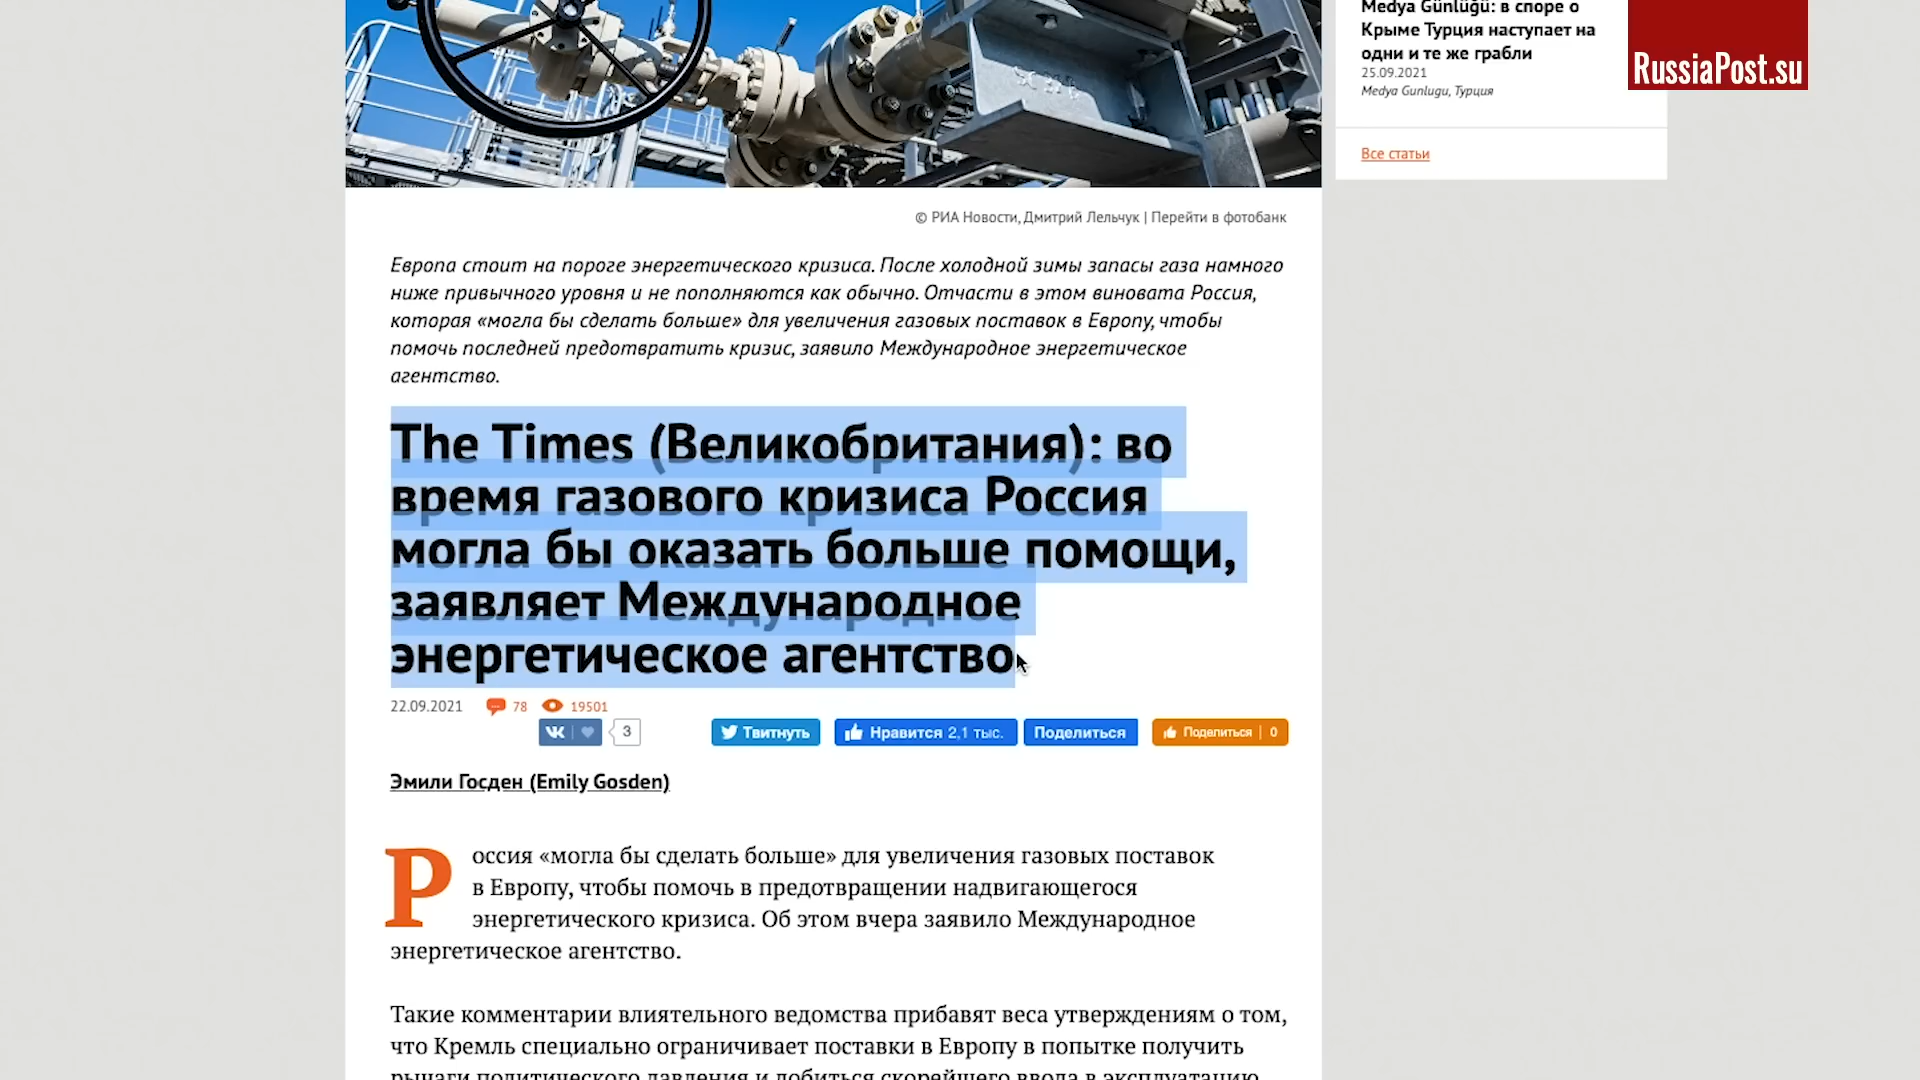 Medya Günlüğü: в споре о
Крыме Турция наступает на
одни и те же грабли
25.09.2021
Medya Gunlugu, Турция
Все статьи
RussiaPost.su
© РИА Новости, Дмитрий Лельчук | Перейти в фотобанк
Европа стоит на пороге энергетического кризиса. После холодной зимы запасы газа намного
ниже привычного уровня и не пополняются как обычно. Отчасти в этом виновата Россия,
которая «могла бы сделать больше» для увеличения газовых поставок в Европу, чтобы
помочь последней предотвратить кризис, заявило Международное энергетическое
агентство.
The Times (Великобритания): во
время газового кризиса Россия
могла бы оказать больше помощи,
заявляет Международное
энергетическое агентство
22.09.2021 78 19501
3 Твитнуть Нравится 2,1 тыс. Поделиться Поделиться 0
Эмили Госден (Emily Gosden)
Россия «могла бы сделать больше» для увеличения газовых поставок
в Европу, чтобы помочь в предотвращении надвигающегося
энергетического кризиса. Об этом вчера заявило Международное
энергетическое агентство.
Такие комментарии влиятельного ведомства прибавят веса утверждениям о том,
что Кремль специально ограничивает поставки в Европу в попытке получить
рычаги политического давления и добиться скорейшего ввода в эксплуатацию